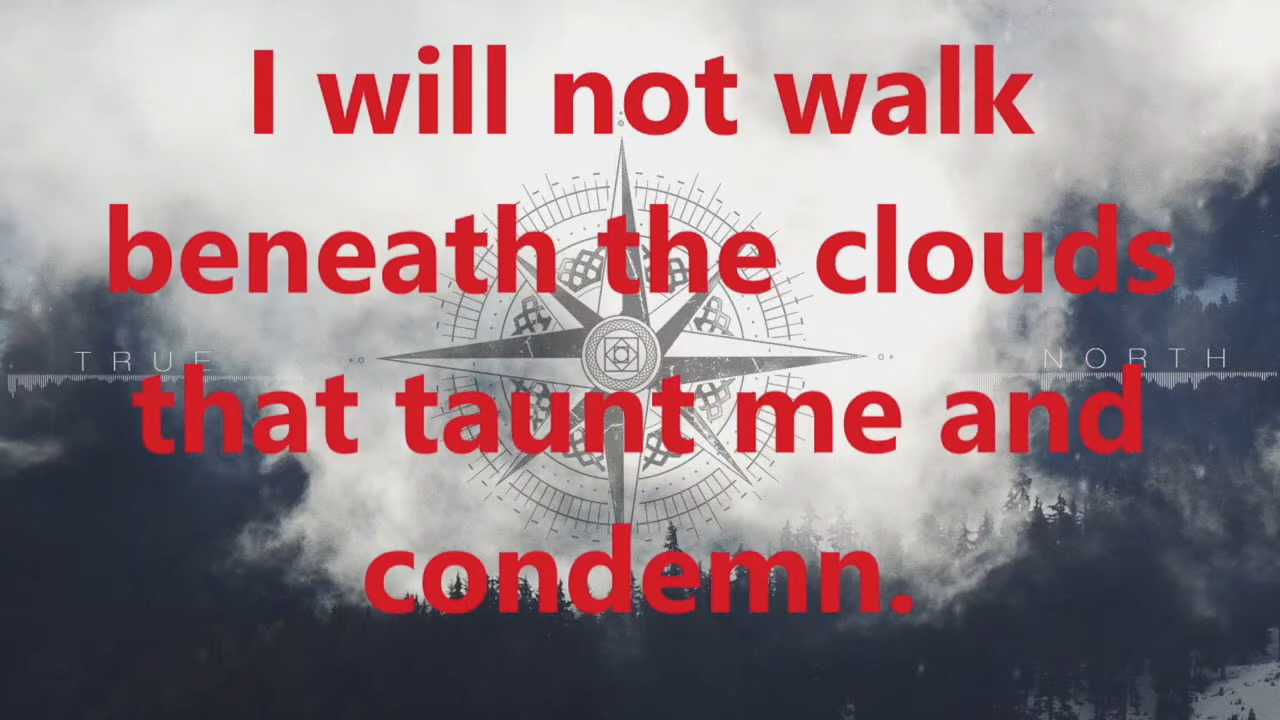 I will not walk
beneath the clouds
TRUE NORTH
that taunt me and
condemn.